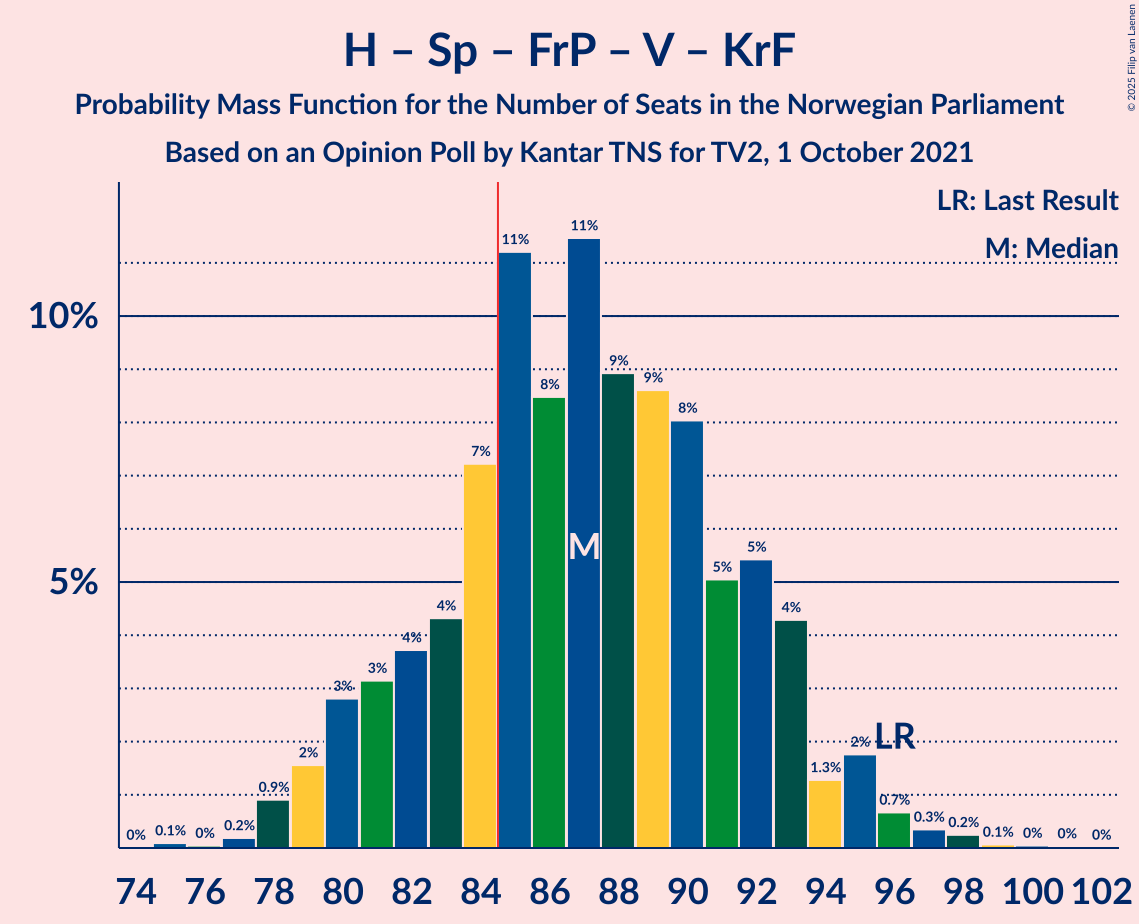 H – Sp – FrP – V – KrF
Probability Mass Function for the Number of Seats in the Norwegian Parliament
Based on an Opinion Poll by Kantar TNS for TV2, 1 October 2021
© 2025 Filip van Laenen
LR: Last Result
M: Median
10%
5%
0% 0.1% 0% 0.2% 0.9% 2% 3% 3% 4% 4% 7% 11% 8% 11% 9% 9% 8% 5% 5% 4% 1.3% 2% 0.7% 0.3% 0.2% 0.1% 0% 0% 0%
M
LR
74 76 78 80 82 84 86 88 90 92 94 96 98 100 102